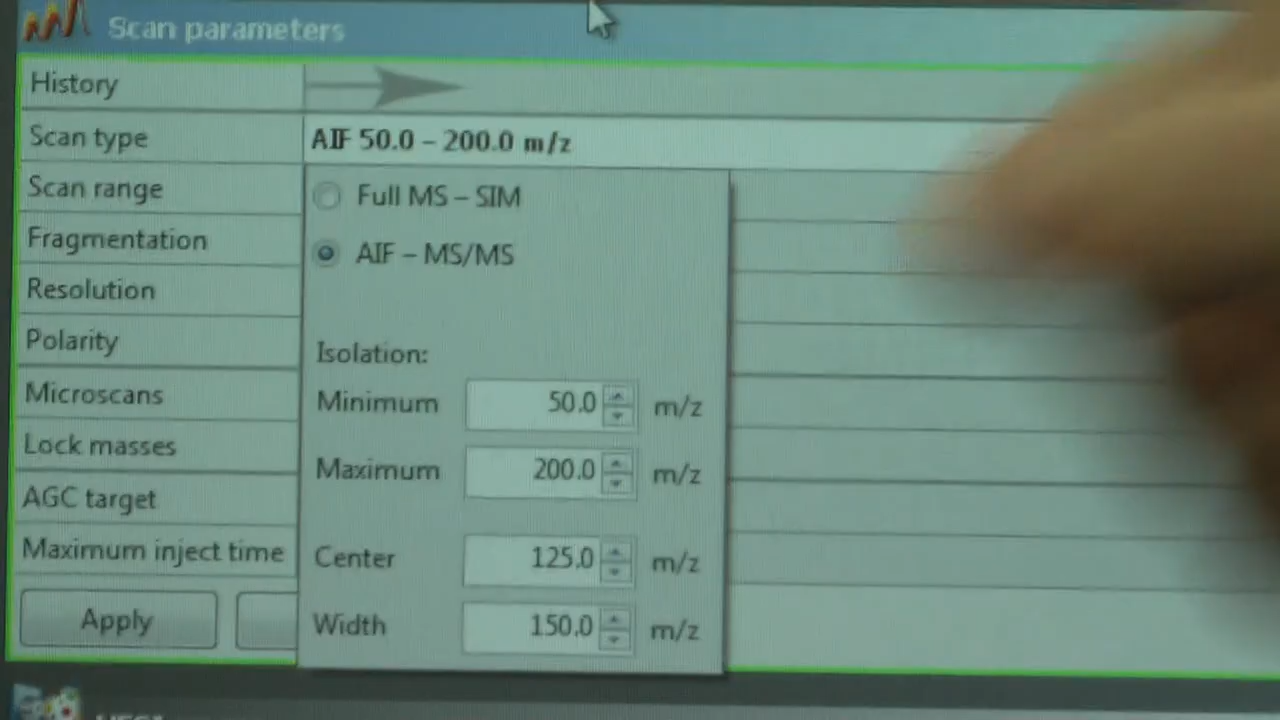 Scan parameters
History
Scan type AIF 50.0 – 200.0 m/z
Scan range Full MS – SIM
Fragmentation AIF – MS/MS
Resolution
Polarity Isolation:
Microscans Minimum 50.0 m/z
Lock masses Maximum 200.0 m/z
AGC target
Maximum inject time Center 125.0 m/z
Apply Width 150.0 m/z